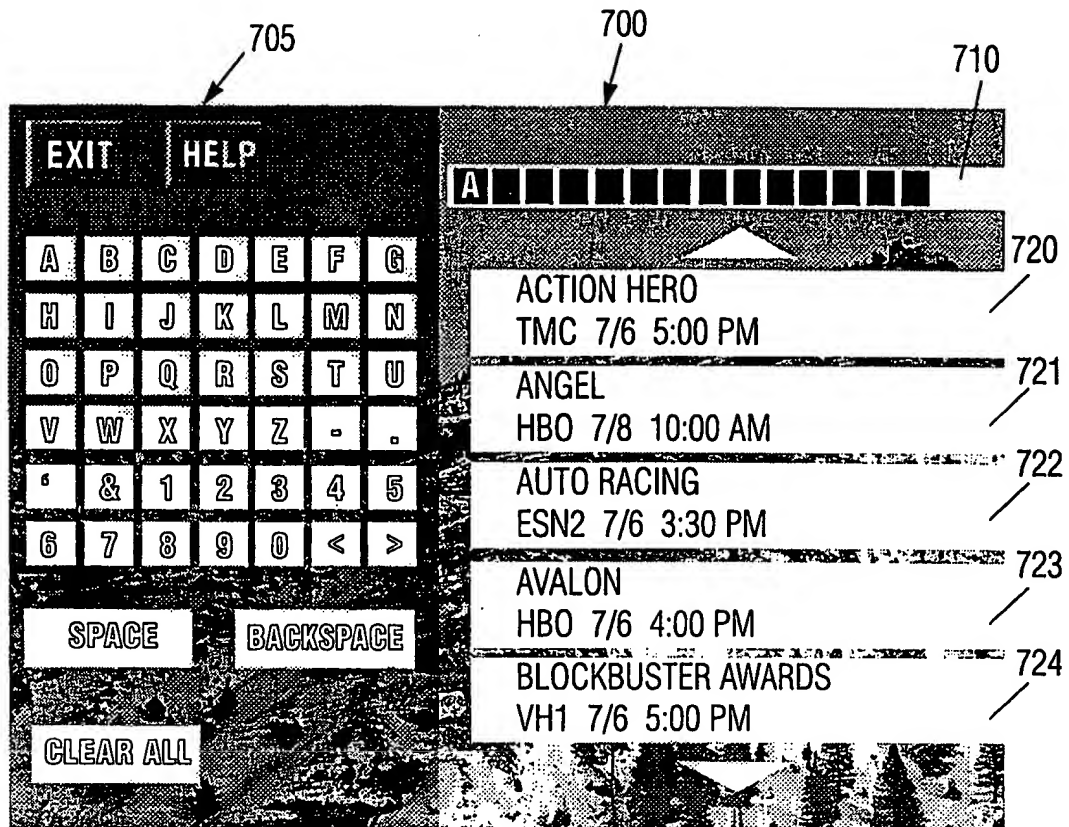 705
700
710
EXIT HELP
A
A B C D E F G
H I J K L M N
O P Q R S T U
V W X Y Z - .
' & 1 2 3 4 5
6 7 8 9 0 < >
SPACE BACKSPACE
CLEAR ALL
720
ACTION HERO
TMC 7/6 5:00 PM
721
ANGEL
HBO 7/8 10:00 AM
722
AUTO RACING
ESN2 7/6 3:30 PM
723
AVALON
HBO 7/6 4:00 PM
724
BLOCKBUSTER AWARDS
VH1 7/6 5:00 PM